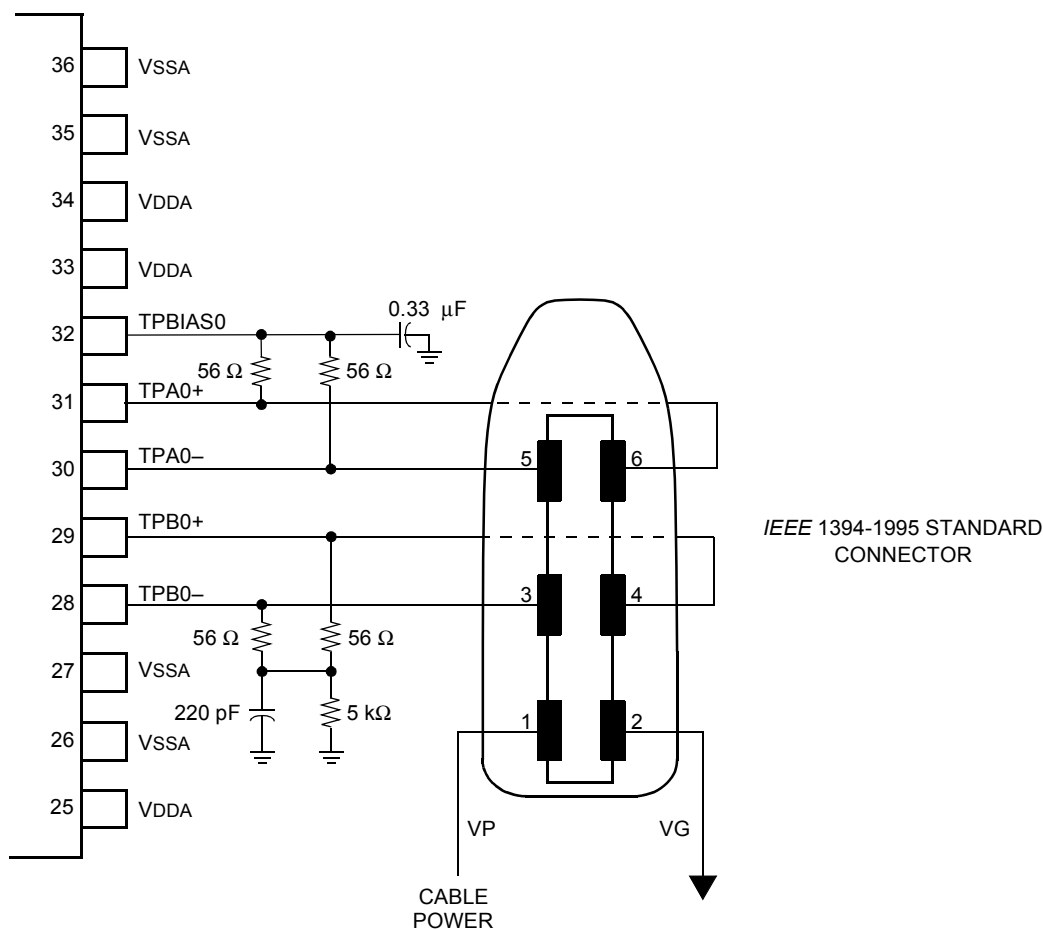 36 VSSA
35 VSSA
34 VDDA
33 VDDA
32 TPBIAS0
0.33 μF
56 Ω 56 Ω
31 TPA0+
30 TPA0–
5 6
29 TPB0+
28 TPB0–
3 4
56 Ω 56 Ω
27 VSSA
220 pF 5 kΩ
1 2
26 VSSA
25 VDDA
VP VG
CABLE
POWER
IEEE 1394-1995 STANDARD
CONNECTOR